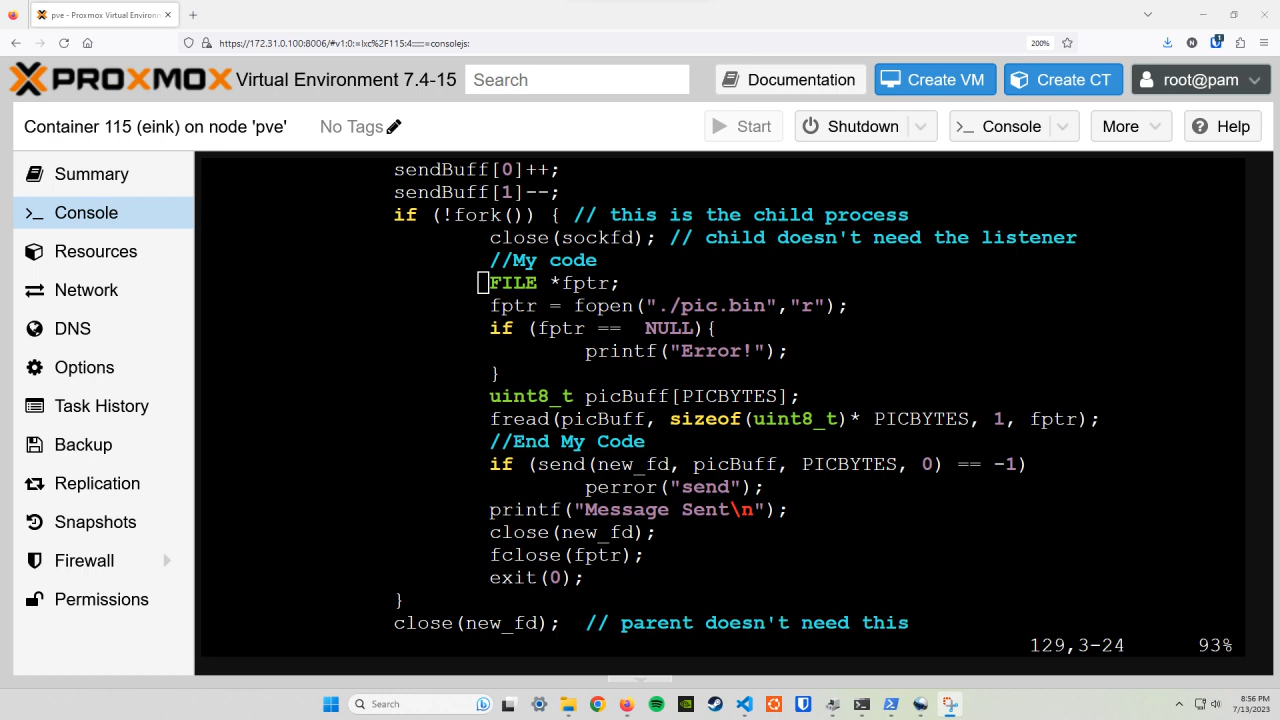 pve - Proxmox Virtual Environm
https://172.31.0.100:8006/#v1:0:=lxc%2F115:4:::::=consolejs:
200%
PROXMOX Virtual Environment 7.4-15
Search
Documentation
Create VM
Create CT
root@pam
Container 115 (eink) on node 'pve'
No Tags
Start
Shutdown
Console
More
Help
Summary
Console
Resources
Network
DNS
Options
Task History
Backup
Replication
Snapshots
Firewall
Permissions
sendBuff[0]++;
sendBuff[1]--;
if (!fork()) { // this is the child process
close(sockfd); // child doesn't need the listener
//My code
FILE *fptr;
fptr = fopen("./pic.bin","r");
if (fptr ==  NULL){
printf("Error!");
}
uint8_t picBuff[PICBYTES];
fread(picBuff, sizeof(uint8_t)* PICBYTES, 1, fptr);
//End My Code
if (send(new_fd, picBuff, PICBYTES, 0) == -1)
perror("send");
printf("Message Sent\n");
close(new_fd);
fclose(fptr);
exit(0);
}
close(new_fd);  // parent doesn't need this
129,3-24
93%
Search
8:56 PM
7/13/2023